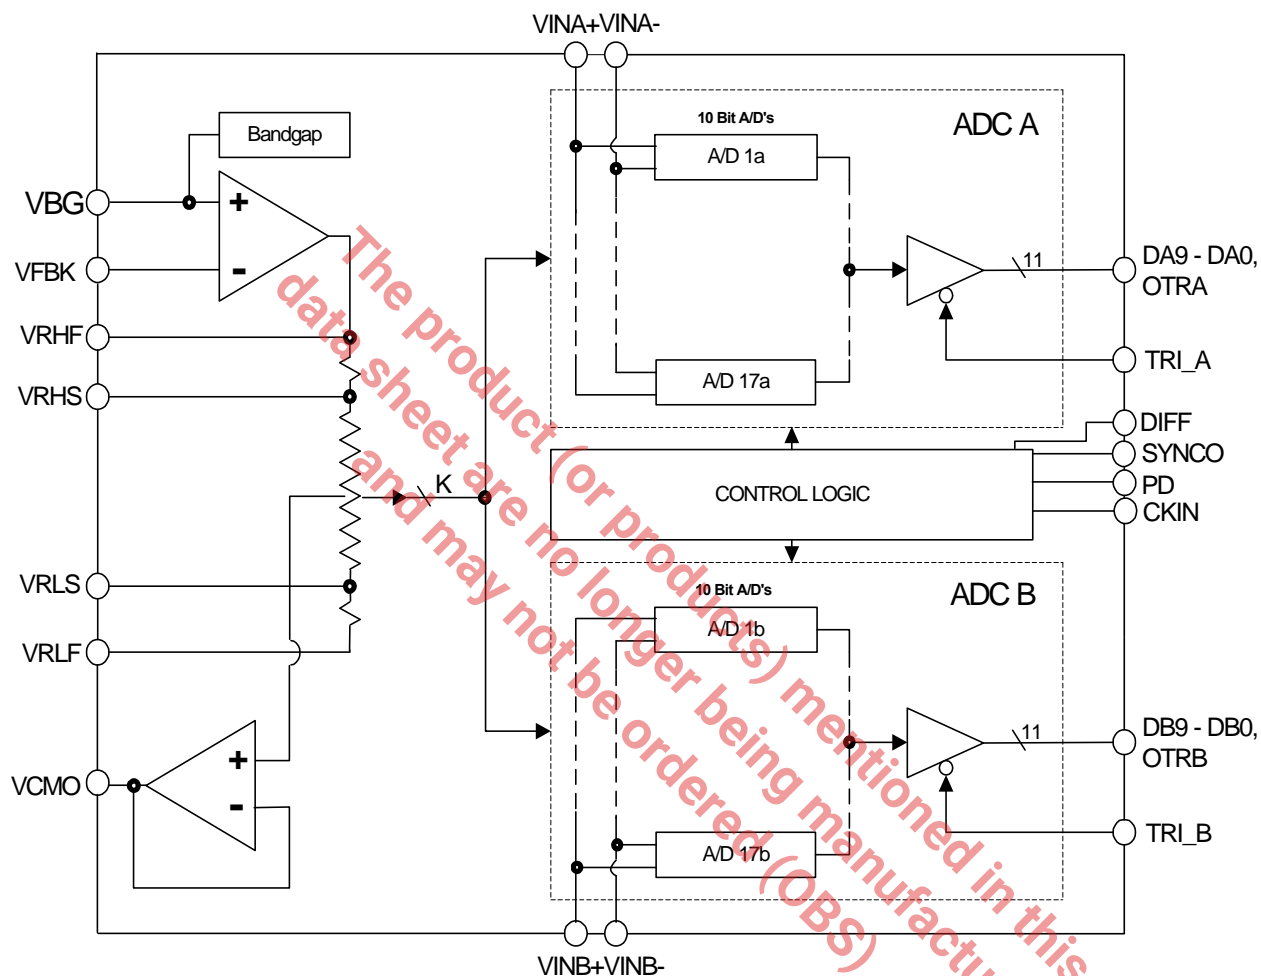 VINA+VINA-
10 Bit A/D's
ADC A
Bandgap
A/D 1a
VBG
+
VFBK
-
DA9 - DA0,
OTRA
11
VRHF
TRI_A
A/D 17a
VRHS
DIFF
SYNCO
PD
CKIN
K
CONTROL LOGIC
VRLS
10 Bit A/D's
ADC B
A/D 1b
VRLF
DB9 - DB0,
OTRB
11
+
VCMO
-
TRI_B
A/D 17b
VINB+VINB-
The product (or products) mentioned in this
data sheet are no longer being manufactu
and may not be ordered (OBS)